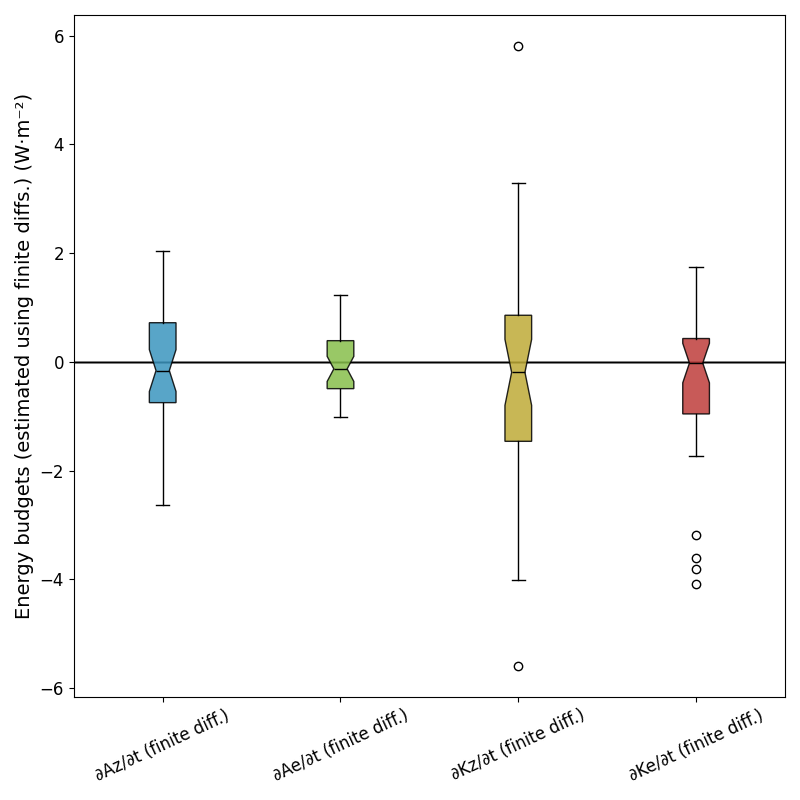 Energy budgets (estimated using finite diffs.) (W·m⁻²)
6
4
2
0
−2
−4
−6
∂Az/∂t (finite diff.)
∂Ae/∂t (finite diff.)
∂Kz/∂t (finite diff.)
∂Ke/∂t (finite diff.)